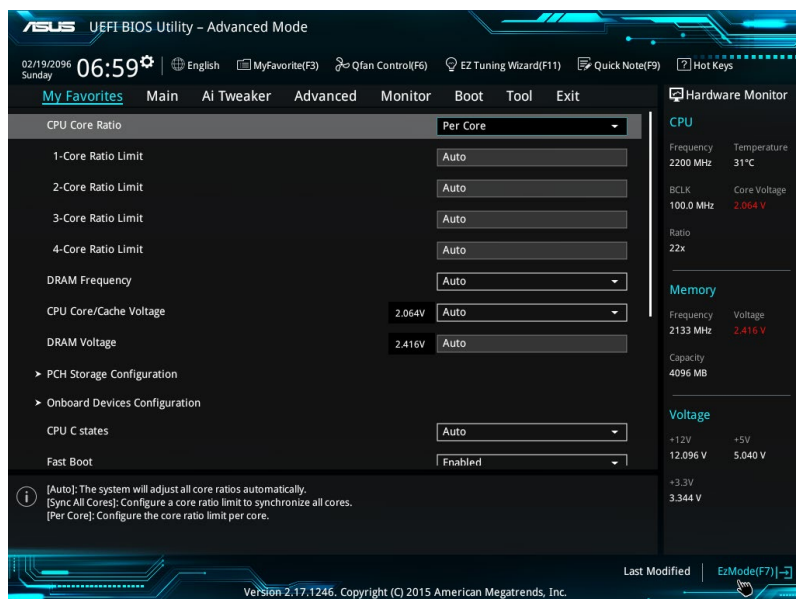 ASUS UEFI BIOS Utility – Advanced Mode
02/19/2096 Sunday 06:59 English MyFavorite(F3) Qfan Control(F6) EZ Tuning Wizard(F11) Quick Note(F9) ? Hot Keys
My Favorites Main Ai Tweaker Advanced Monitor Boot Tool Exit
CPU Core Ratio Per Core
1-Core Ratio Limit Auto
2-Core Ratio Limit Auto
3-Core Ratio Limit Auto
4-Core Ratio Limit Auto
DRAM Frequency Auto
CPU Core/Cache Voltage 2.064V Auto
DRAM Voltage 2.416V Auto
PCH Storage Configuration
Onboard Devices Configuration
CPU C states Auto
Fast Boot Enabled
[Auto]: The system will adjust all core ratios automatically.
[Sync All Cores]: Configure a core ratio limit to synchronize all cores.
[Per Core]: Configure the core ratio limit per core.
Hardware Monitor
CPU
Frequency Temperature
2200 MHz 31°C
BCLK Core Voltage
100.0 MHz 2.064 V
Ratio
22x
Memory
Frequency Voltage
2133 MHz 2.416 V
Capacity
4096 MB
Voltage
+12V +5V
12.096 V 5.040 V
+3.3V
3.344 V
Last Modified EzMode(F7)
Version 2.17.1246. Copyright (C) 2015 American Megatrends, Inc.